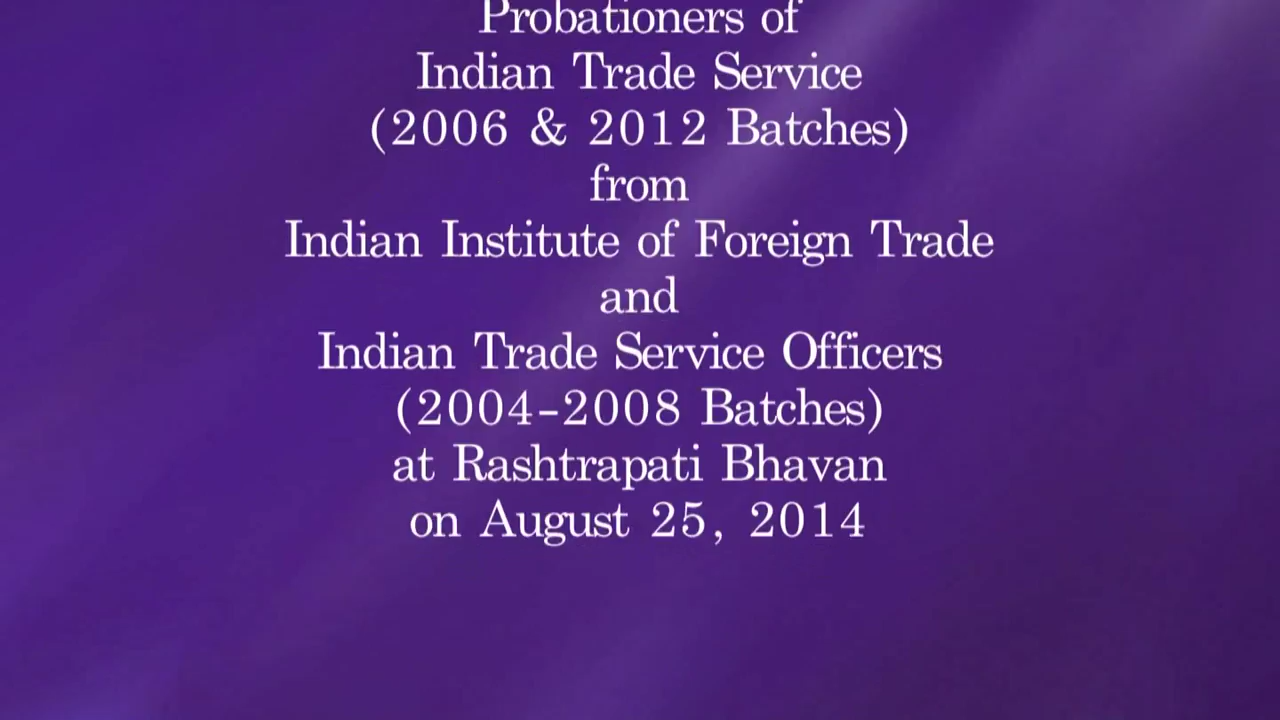 Probationers of
Indian Trade Service
(2006 & 2012 Batches)
from
Indian Institute of Foreign Trade
and
Indian Trade Service Officers
(2004-2008 Batches)
at Rashtrapati Bhavan
on August 25, 2014